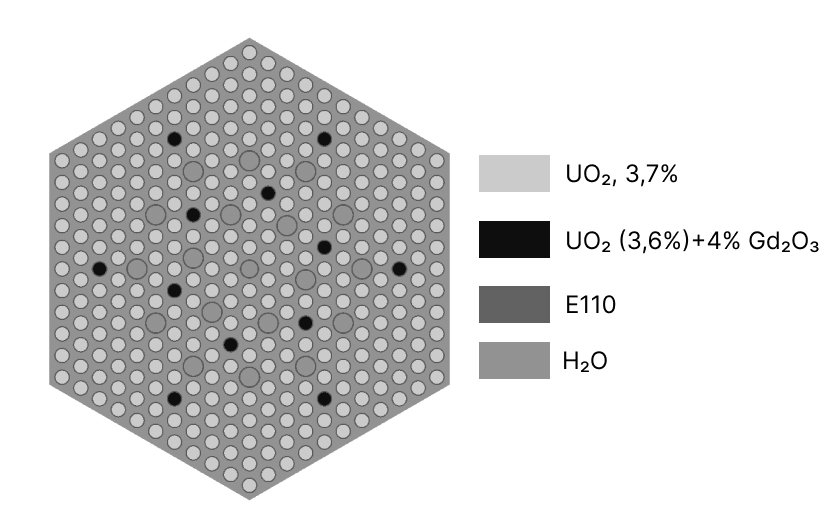 UO₂, 3,7%
UO₂ (3,6%)+4% Gd₂O₃
E110
H₂O